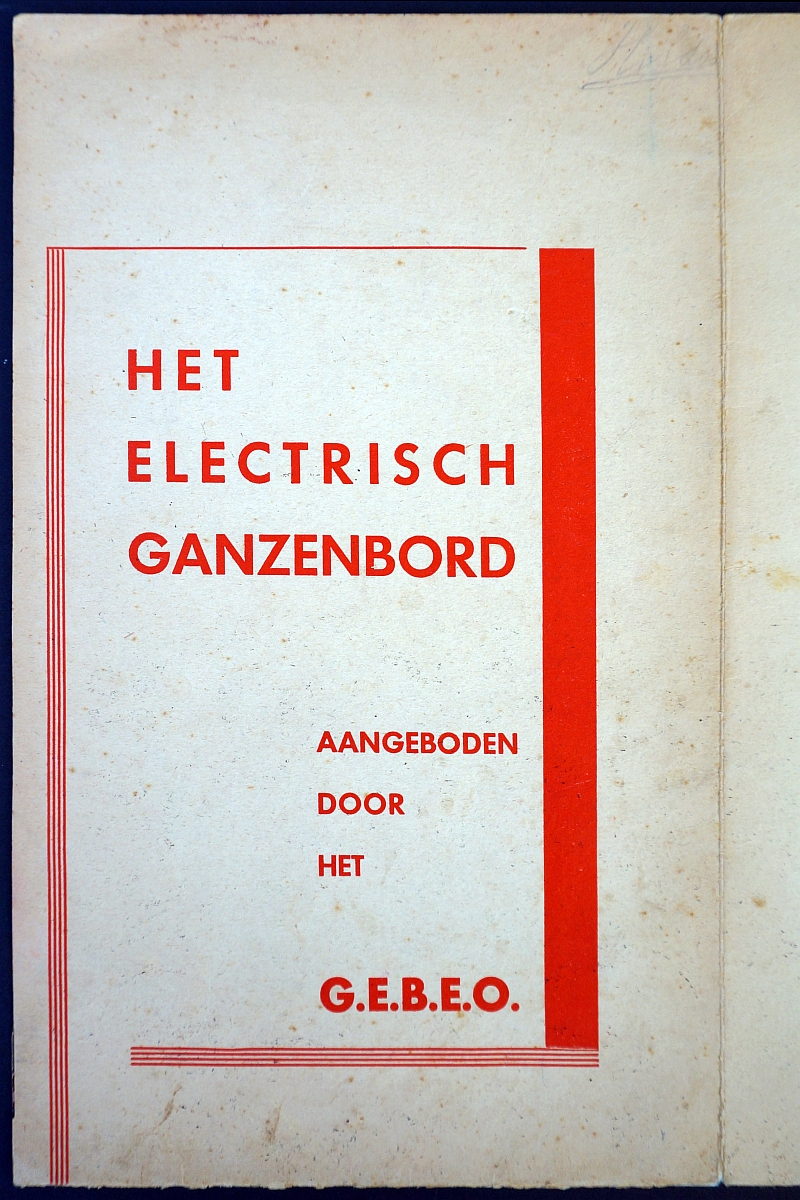 HET
ELECTRISCH
GANZENBORD
AANGEBODEN
DOOR
HET
G.E.B.E.O.